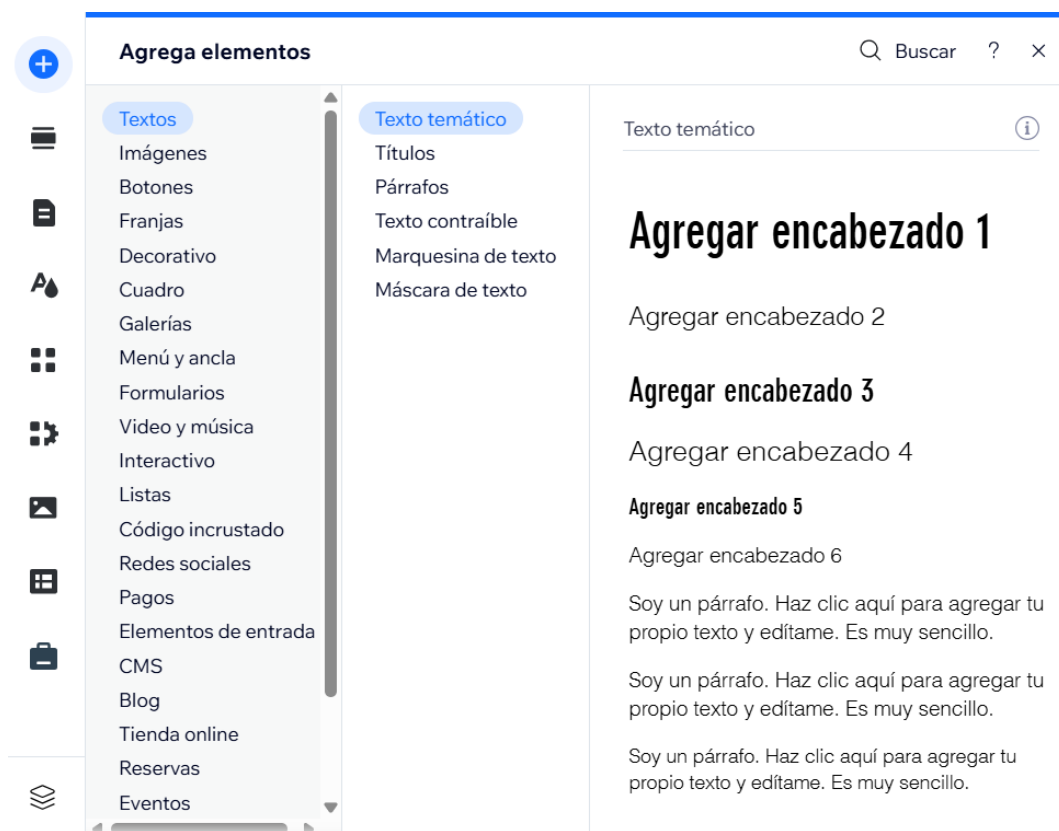 Agrega elementos
Buscar
?
Textos
Imágenes
Botones
Franjas
Decorativo
Cuadro
Galerías
Menú y ancla
Formularios
Video y música
Interactivo
Listas
Código incrustado
Redes sociales
Pagos
Elementos de entrada
CMS
Blog
Tienda online
Reservas
Eventos
Texto temático
Títulos
Párrafos
Texto contraíble
Marquesina de texto
Máscara de texto
Texto temático
Agregar encabezado 1
Agregar encabezado 2
Agregar encabezado 3
Agregar encabezado 4
Agregar encabezado 5
Agregar encabezado 6
Soy un párrafo. Haz clic aquí para agregar tu
propio texto y edítame. Es muy sencillo.
Soy un párrafo. Haz clic aquí para agregar tu
propio texto y edítame. Es muy sencillo.
Soy un párrafo. Haz clic aquí para agregar tu
propio texto y edítame. Es muy sencillo.